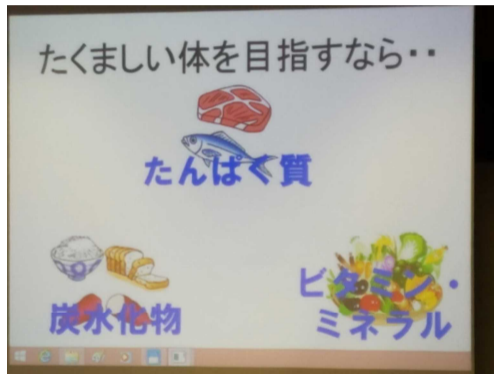 たくましい体を目指すなら・・
たんぱく質
炭水化物
ビタミン・
ミネラル